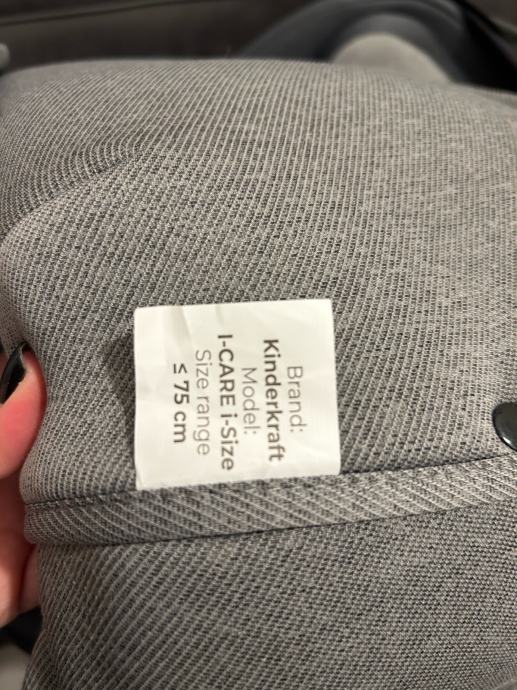 Brand:
Kinderkraft
Model:
I-CARE i-Size
Size range
≤ 75 cm